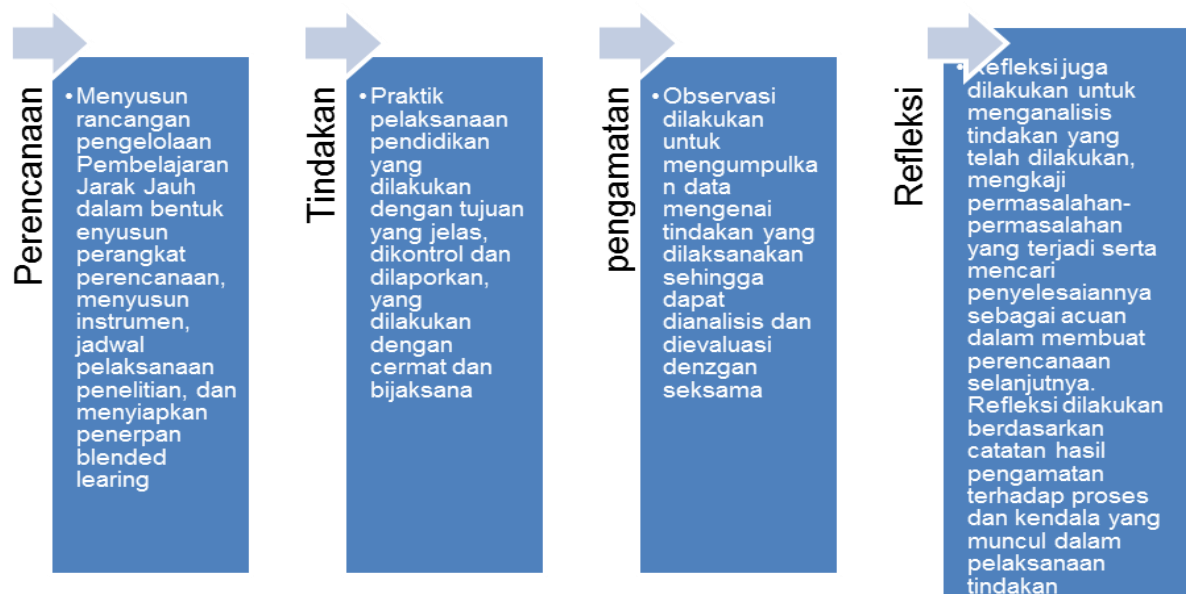 Perencanaan
•Menyusun
rancangan
pengelolaan
Pembelajaran
Jarak Jauh
dalam bentuk
enyusun
perangkat
perencanaan,
menyusun
instrumen,
jadwal
pelaksanaan
penelitian, dan
menyiapkan
penerpan
blended
learing
Tindakan
•Praktik
pelaksanaan
pendidikan
yang
dilakukan
dengan tujuan
yang jelas,
dikontrol dan
dilaporkan,
yang
dilakukan
dengan
cermat dan
bijaksana
pengamatan
•Observasi
dilakukan
untuk
mengumpulka
n data
mengenai
tindakan yang
dilaksanakan
sehingga
dapat
dianalisis dan
dievaluasi
denzgan
seksama
Refleksi
•Refleksi juga
dilakukan untuk
menganalisis
tindakan yang
telah dilakukan,
mengkaji
permasalahan-
permasalahan
yang terjadi serta
mencari
penyelesaiannya
sebagai acuan
dalam membuat
perencanaan
selanjutnya.
Refleksi dilakukan
berdasarkan
catatan hasil
pengamatan
terhadap proses
dan kendala yang
muncul dalam
pelaksanaan
tindakan